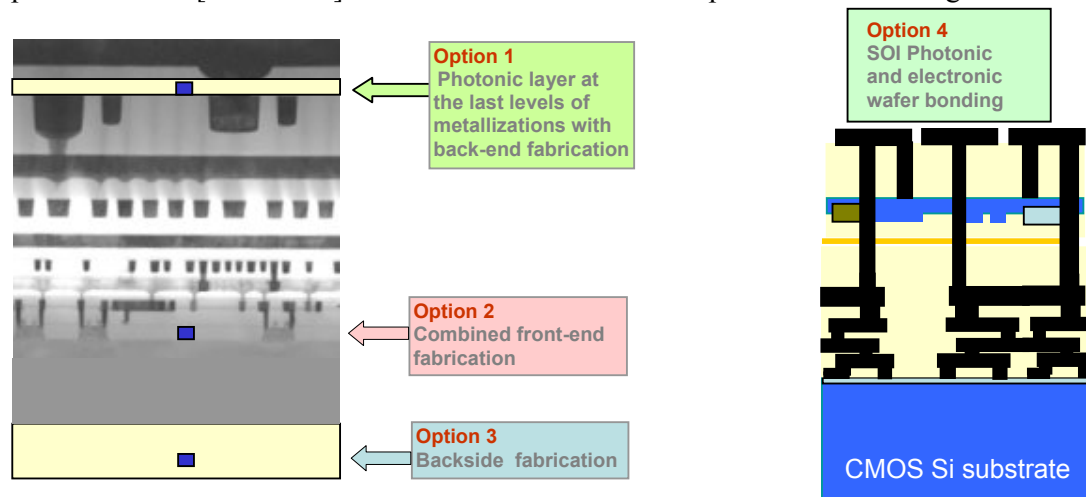 Option 1
Photonic layer at
the last levels of
metallizations with
back-end fabrication
Option 2
Combined front-end
fabrication
Option 3
Backside fabrication
Option 4
SOI Photonic
and electronic
wafer bonding
CMOS Si substrate